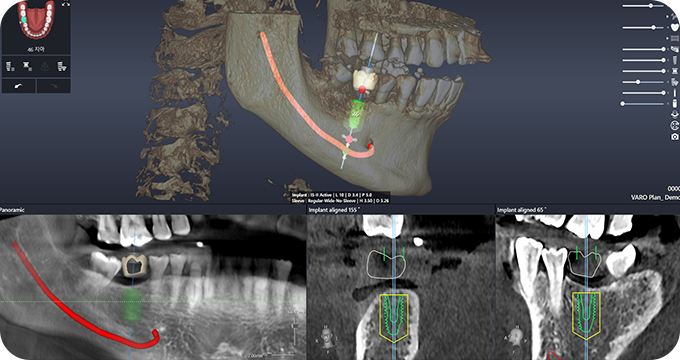 46 치아
Implant : IS-II Active | L 10 | D 3.4 | P 5.0
Sleeve : Regular-Wide-No-Sleeve | H 3.50 | D 5.26
VARO Plan_ Demo
Panoramic
Implant aligned 155˚
Implant aligned 65˚